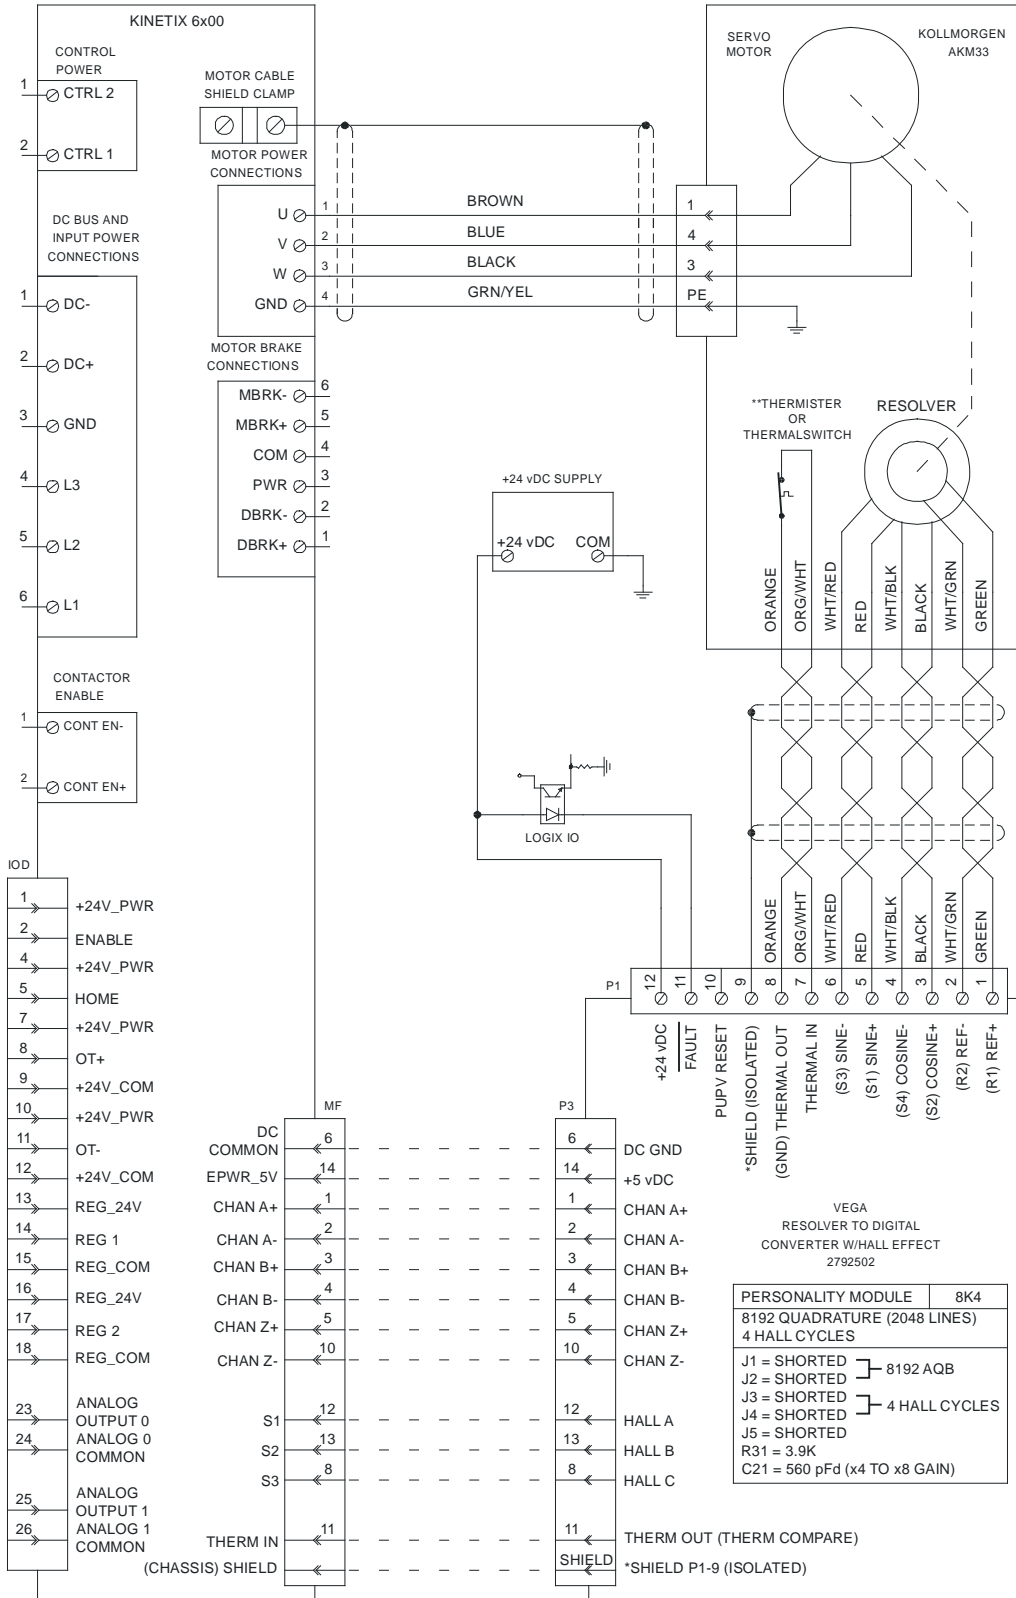 KINETIX 6x00
CONTROL
POWER
1
CTRL 2
2
CTRL 1
MOTOR CABLE
SHIELD CLAMP
MOTOR POWER
CONNECTIONS
U
1
V
2
W
3
GND
4
BROWN
BLUE
BLACK
GRN/YEL
1
4
3
PE
SERVO
MOTOR
KOLLMORGEN
AKM33
DC BUS AND
INPUT POWER
CONNECTIONS
1
DC-
2
DC+
3
GND
4
L3
5
L2
6
L1
MOTOR BRAKE
CONNECTIONS
MBRK-
6
MBRK+
5
COM
4
PWR
3
DBRK-
2
DBRK+
1
**THERMISTER
OR
THERMALSWITCH
RESOLVER
+24 vDC SUPPLY
+24 vDC
COM
ORANGE
ORG/WHT
WHT/RED
RED
WHT/BLK
BLACK
WHT/GRN
GREEN
CONTACTOR
ENABLE
1
CONT EN-
2
CONT EN+
LOGIX IO
ORANGE
ORG/WHT
WHT/RED
RED
WHT/BLK
BLACK
WHT/GRN
GREEN
P1
12
11
10
9
8
7
6
5
4
3
2
1
+24 vDC
FAULT
PUPV RESET
*SHIELD (ISOLATED)
(GND) THERMAL OUT
THERMAL IN
(S3) SINE-
(S1) SINE+
(S4) COSINE-
(S2) COSINE+
(R2) REF-
(R1) REF+
IOD
1
+24V_PWR
2
ENABLE
4
+24V_PWR
5
HOME
7
+24V_PWR
8
OT+
9
+24V_COM
10
+24V_PWR
11
OT-
12
+24V_COM
13
REG_24V
14
REG 1
15
REG_COM
16
REG_24V
17
REG 2
18
REG_COM
23
ANALOG
OUTPUT 0
24
ANALOG 0
COMMON
25
ANALOG
OUTPUT 1
26
ANALOG 1
COMMON
MF
DC
COMMON
6
EPWR_5V
14
CHAN A+
1
CHAN A-
2
CHAN B+
3
CHAN B-
4
CHAN Z+
5
CHAN Z-
10
S1
12
S2
13
S3
8
THERM IN
11
(CHASSIS) SHIELD
P3
6
DC GND
14
+5 vDC
1
CHAN A+
2
CHAN A-
3
CHAN B+
4
CHAN B-
5
CHAN Z+
10
CHAN Z-
12
HALL A
13
HALL B
8
HALL C
11
THERM OUT (THERM COMPARE)
SHIELD
*SHIELD P1-9 (ISOLATED)
VEGA
RESOLVER TO DIGITAL
CONVERTER W/HALL EFFECT
2792502
PERSONALITY MODULE 8K4
8192 QUADRATURE (2048 LINES)
4 HALL CYCLES
J1 = SHORTED
J2 = SHORTED
8192 AQB
J3 = SHORTED
J4 = SHORTED
4 HALL CYCLES
J5 = SHORTED
R31 = 3.9K
C21 = 560 pFd (x4 TO x8 GAIN)